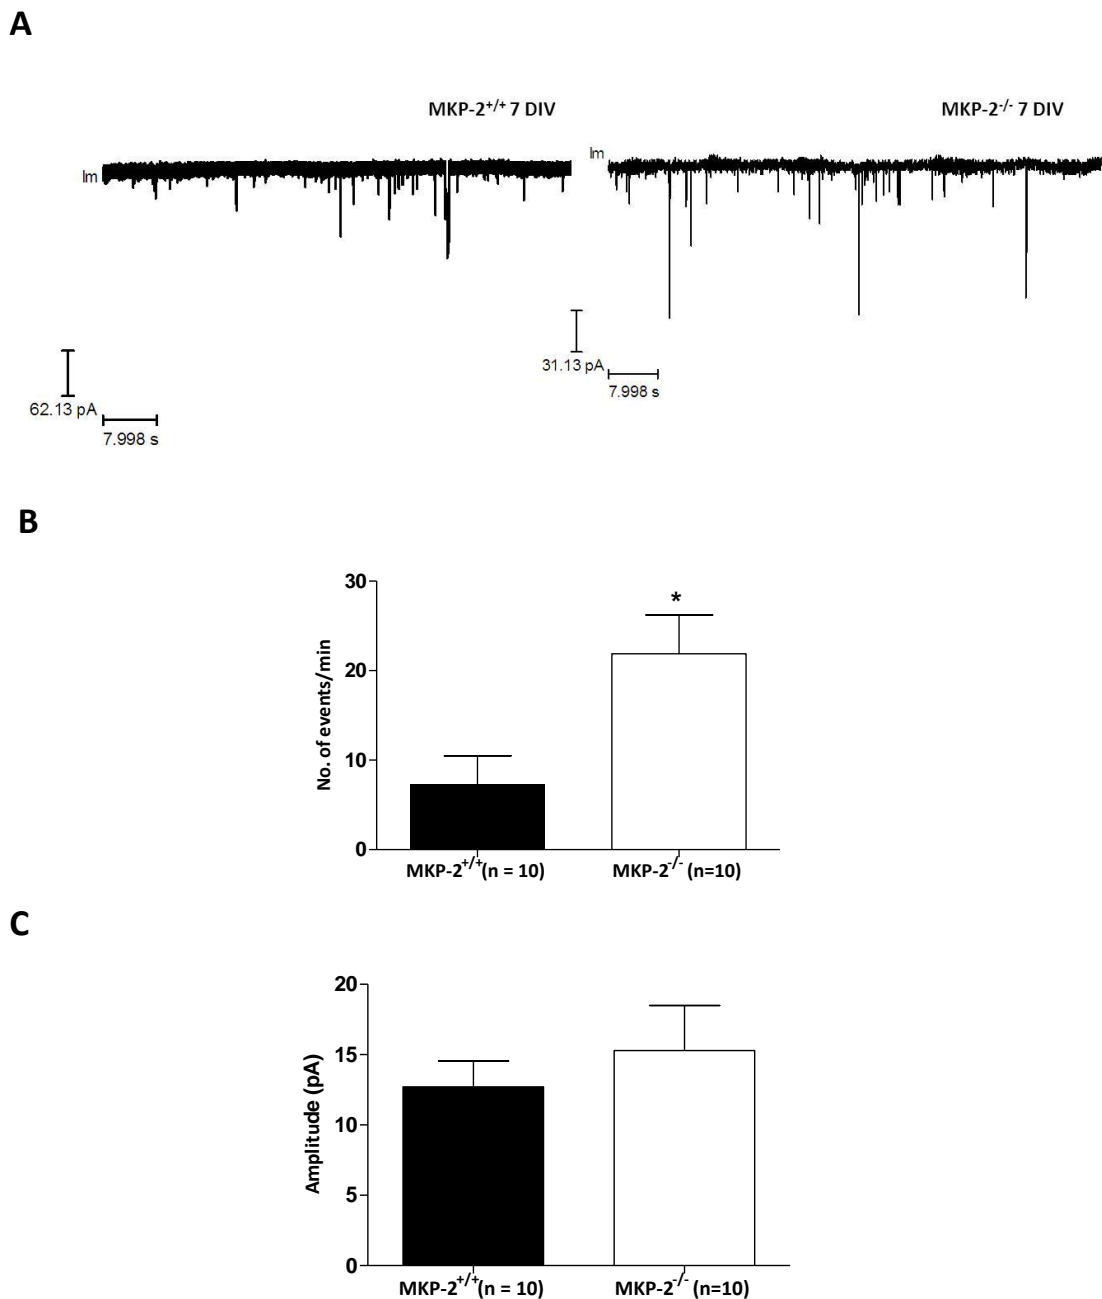 A
MKP-2+/+ 7 DIV
MKP-2-/- 7 DIV
Im
Im
31.13 pA
7.998 s
62.13 pA
7.998 s
B
30
20
10
0
No. of events/min
*
MKP-2+/+(n = 10)
MKP-2-/- (n=10)
C
20
15
10
5
0
Amplitude (pA)
MKP-2+/+(n = 10)
MKP-2-/- (n=10)